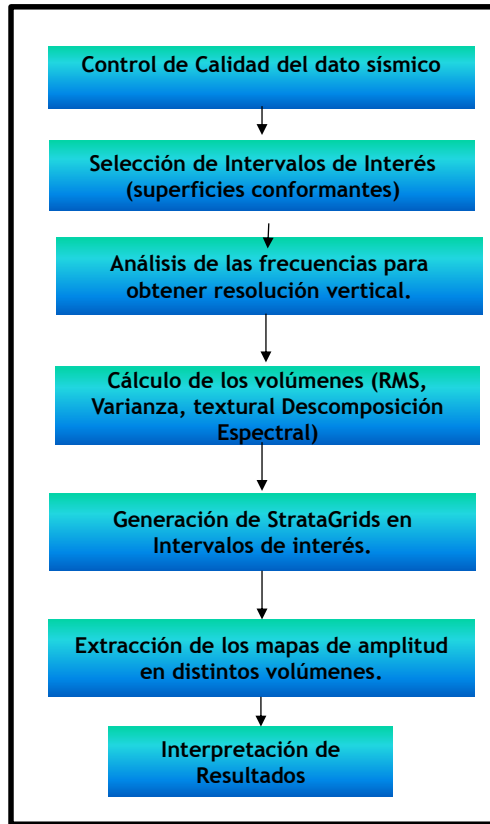 Control de Calidad del dato sísmico
Selección de Intervalos de Interés
(superficies conformantes)
Análisis de las frecuencias para
obtener resolución vertical.
Cálculo de los volúmenes (RMS,
Varianza, textural Descomposición
Espectral)
Generación de StrataGrids en
Intervalos de interés.
Extracción de los mapas de amplitud
en distintos volúmenes.
Interpretación de
Resultados